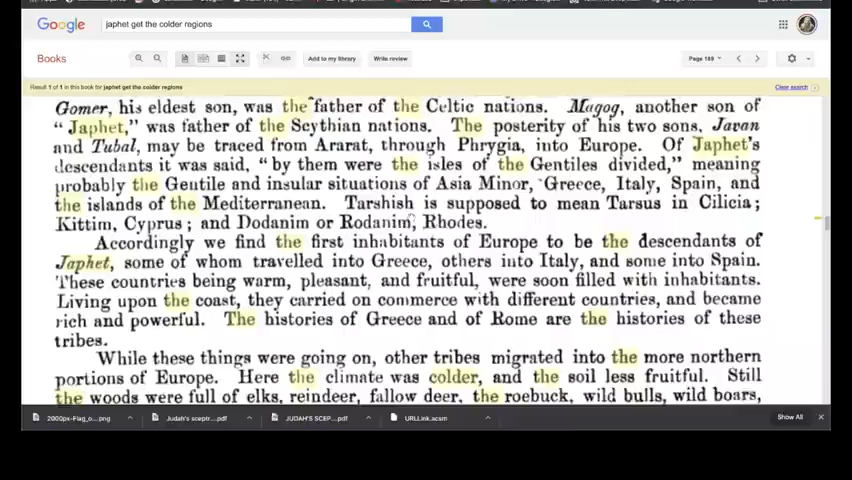 Google
japhet get the colder regions
Books
Add to my library
Write review
Page 189
Result 1 of 1 in this book for japhet get the colder regions
Clear search
Gomer, his eldest son, was the father of the Celtic nations. Magog, another son of
"Japhet," was father of the Scythian nations. The posterity of his two sons, Javan
and Tubal, may be traced from Ararat, through Phrygia, into Europe. Of Japhet's
descendants it was said, "by them were the isles of the Gentiles divided," meaning
probably the Gentile and insular situations of Asia Minor, Greece, Italy, Spain, and
the islands of the Mediterranean. Tarshish is supposed to mean Tarsus in Cilicia;
Kittim, Cyprus; and Dodanim or Rodanim, Rhodes.
Accordingly we find the first inhabitants of Europe to be the descendants of
Japhet, some of whom travelled into Greece, others into Italy, and some into Spain.
These countries being warm, pleasant, and fruitful, were soon filled with inhabitants.
Living upon the coast, they carried on commerce with different countries, and became
rich and powerful. The histories of Greece and of Rome are the histories of these
tribes.
While these things were going on, other tribes migrated into the more northern
portions of Europe. Here the climate was colder, and the soil less fruitful. Still
the woods were full of elks, reindeer, fallow deer, the roebuck, wild bulls, wild boars,
2000px-Flag_o...png
Judah's sceptr...pdf
JUDAH'S SCEP....pdf
URLLink.acsm
Show All